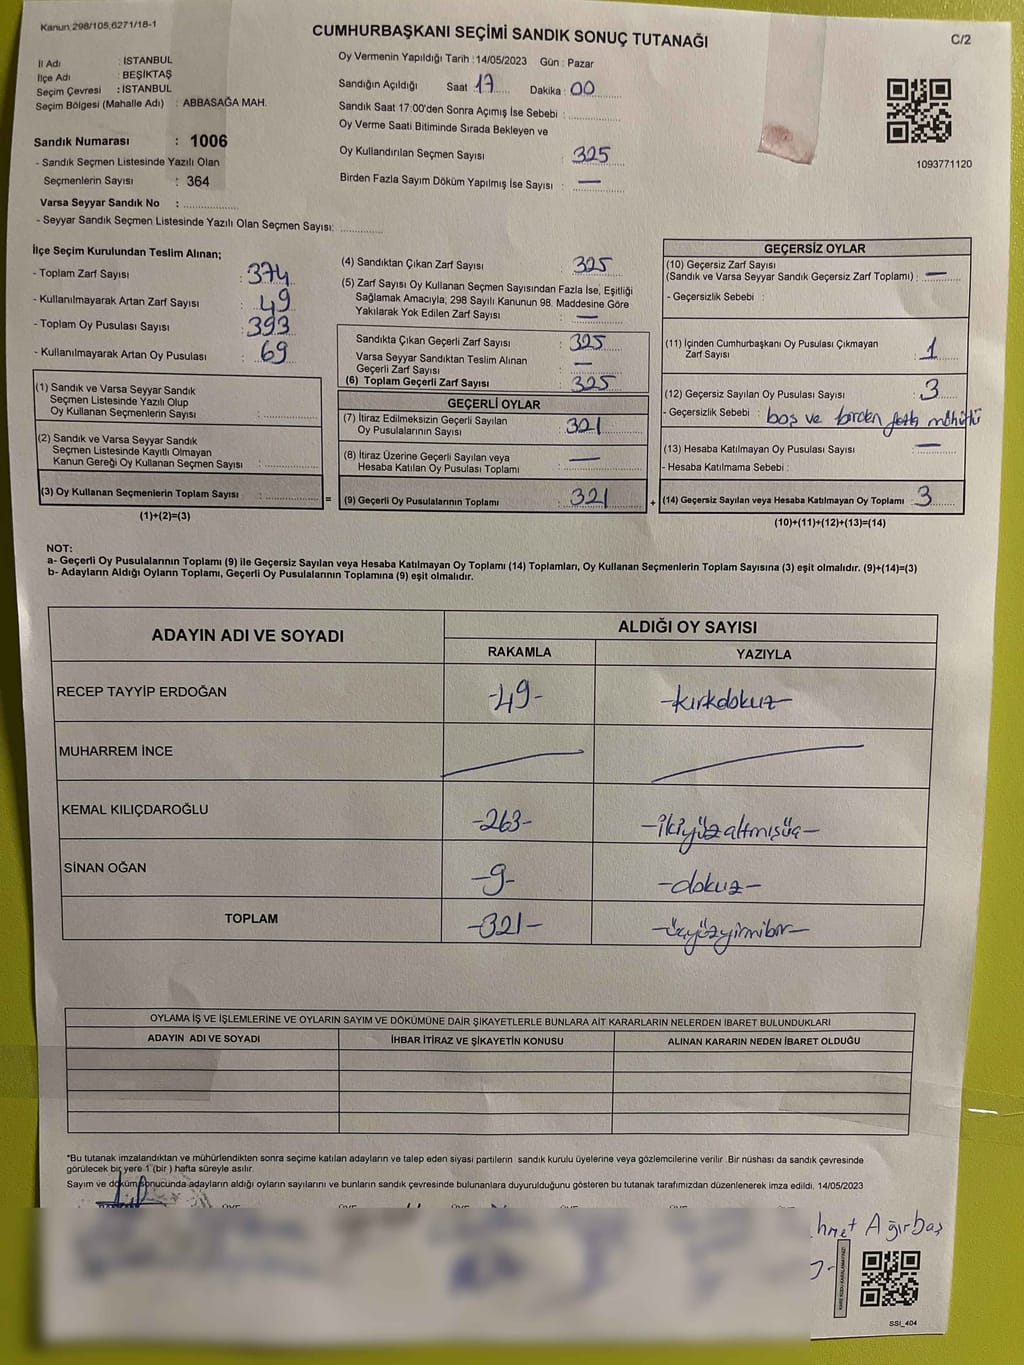 Kanun 298/105,6271/18-1
CUMHURBAŞKANI SEÇİMİ SANDIK SONUÇ TUTANAĞI
C/2
İl Adı : İSTANBUL
İlçe Adı : BEŞİKTAŞ
Seçim Çevresi : İSTANBUL
Seçim Bölgesi (Mahalle Adı) : ABBASAĞA MAH.
Sandık Numarası : 1006
- Sandık Seçmen Listesinde Yazılı Olan
Seçmenlerin Sayısı : 364
Varsa Seyyar Sandık No :
- Seyyar Sandık Seçmen Listesinde Yazılı Olan Seçmen Sayısı:
Oy Vermenin Yapıldığı Tarih : 14/05/2023 Gün : Pazar
Sandığın Açıldığı Saat 17 Dakika : 00
Sandık Saat 17:00'den Sonra Açımış İse Sebebi :
Oy Verme Saati Bitiminde Sırada Bekleyen ve
Oy Kullandırılan Seçmen Sayısı : 325
Birden Fazla Sayım Döküm Yapılmış İse Sayısı : —
1093771120
İlçe Seçim Kurulundan Teslim Alınan;
- Toplam Zarf Sayısı : 374
- Kullanılmayarak Artan Zarf Sayısı : 49
- Toplam Oy Pusulası Sayısı : 393
- Kullanılmayarak Artan Oy Pusulası : 69
(1) Sandık ve Varsa Seyyar Sandık
Seçmen Listesinde Yazılı Olup
Oy Kullanan Seçmenlerin Sayısı :
(2) Sandık ve Varsa Seyyar Sandık
Seçmen Listesinde Kayıtlı Olmayan
Kanun Gereği Oy Kullanan Seçmen Sayısı :
(3) Oy Kullanan Seçmenlerin Toplam Sayısı :
(1)+(2)=(3)
(4) Sandıktan Çıkan Zarf Sayısı : 325
(5) Zarf Sayısı Oy Kullanan Seçmen Sayısından Fazla İse, Eşitliği
Sağlamak Amacıyla; 298 Sayılı Kanunun 98. Maddesine Göre
Yakılarak Yok Edilen Zarf Sayısı : —
Sandıkta Çıkan Geçerli Zarf Sayısı : 325
Varsa Seyyar Sandıktan Teslim Alınan
Geçerli Zarf Sayısı : —
(6) Toplam Geçerli Zarf Sayısı : 325
GEÇERLİ OYLAR
(7) İtiraz Edilmeksizin Geçerli Sayılan
Oy Pusulalarının Sayısı : 321
(8) İtiraz Üzerine Geçerli Sayılan veya
Hesaba Katılan Oy Pusulası Toplamı : —
= (9) Geçerli Oy Pusulalarının Toplamı : 321 +
GEÇERSİZ OYLAR
(10) Geçersiz Zarf Sayısı
(Sandık ve Varsa Seyyar Sandık Geçersiz Zarf Toplamı) : —
- Geçersizlik Sebebi :
(11) İçinden Cumhurbaşkanı Oy Pusulası Çıkmayan
Zarf Sayısı : 1
(12) Geçersiz Sayılan Oy Pusulası Sayısı : 3
- Geçersizlik Sebebi : boş ve birden fazla mühürlü
(13) Hesaba Katılmayan Oy Pusulası Sayısı : —
- Hesaba Katılmama Sebebi :
(14) Geçersiz Sayılan veya Hesaba Katılmayan Oy Toplamı : 3
(10)+(11)+(12)+(13)=(14)
NOT:
a- Geçerli Oy Pusulalarının Toplamı (9) ile Geçersiz Sayılan veya Hesaba Katılmayan Oy Toplamı (14) Toplamları, Oy Kullanan Seçmenlerin Toplam Sayısına (3) eşit olmalıdır. (9)+(14)=(3)
b- Adayların Aldığı Oyların Toplamı, Geçerli Oy Pusulalarının Toplamına (9) eşit olmalıdır.
ADAYIN ADI VE SOYADI
ALDIĞI OY SAYISI
RAKAMLA YAZIYLA
RECEP TAYYİP ERDOĞAN -49- -kırkdokuz-
MUHARREM İNCE
KEMAL KILIÇDAROĞLU -263- -ikiyüzaltmışüç-
SİNAN OĞAN -9- -dokuz-
TOPLAM -321- -üçyüzyirmibir-
OYLAMA İŞ VE İŞLEMLERİNE VE OYLARIN SAYIM VE DÖKÜMÜNE DAİR ŞİKAYETLERLE BUNLARA AİT KARARLARIN NELERDEN İBARET BULUNDUKLARI
ADAYIN ADI VE SOYADI İHBAR İTİRAZ VE ŞİKAYETİN KONUSU ALINAN KARARIN NEDEN İBARET OLDUĞU
*Bu tutanak imzalandıktan ve mühürlendikten sonra seçime katılan adayların ve talep eden siyasi partilerin sandık kurulu üyelerine veya gözlemcilerine verilir .Bir nüshası da sandık çevresinde
görülecek bir yere 1 (bir ) hafta süreyle asılır.
Sayım ve döküm sonucunda adayların aldığı oyların sayılarını ve bunların sandık çevresinde bulunanlara duyurulduğunu gösteren bu tutanak tarafımızdan düzenlenerek imza edildi. 14/05/2023
hmet Ağırbaş
SSI_404